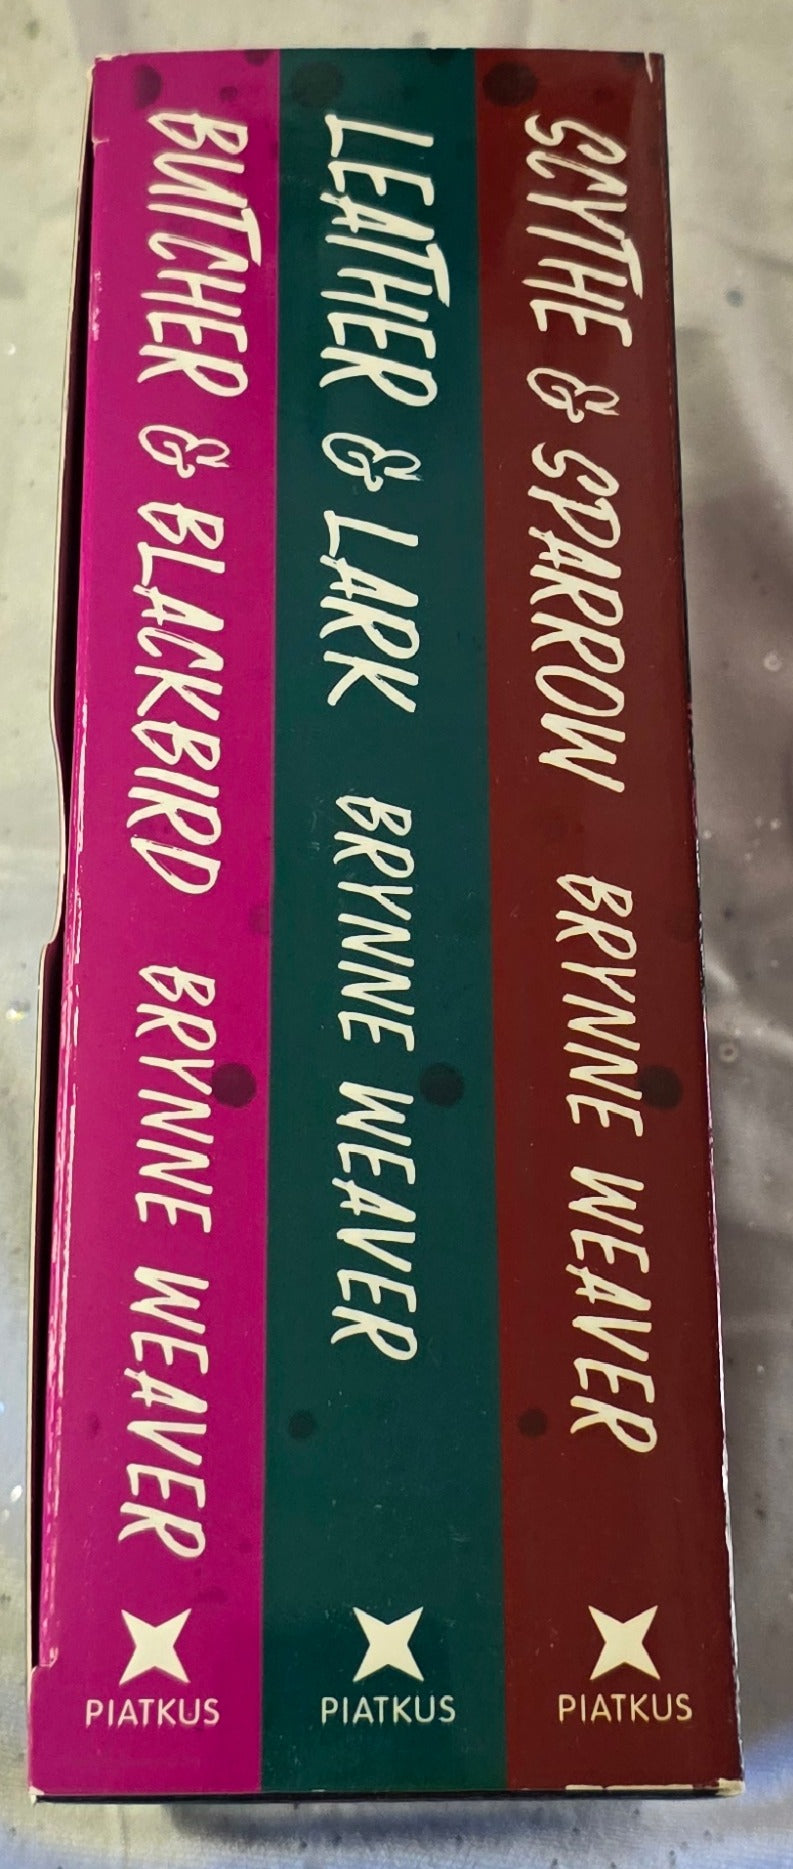 BUTCHER & BLACKBIRD BRYNNE WEAVER
PIATKUS
LEATHER & LARK BRYNNE WEAVER
PIATKUS
SCYTHE & SPARROW BRYNNE WEAVER
PIATKUS